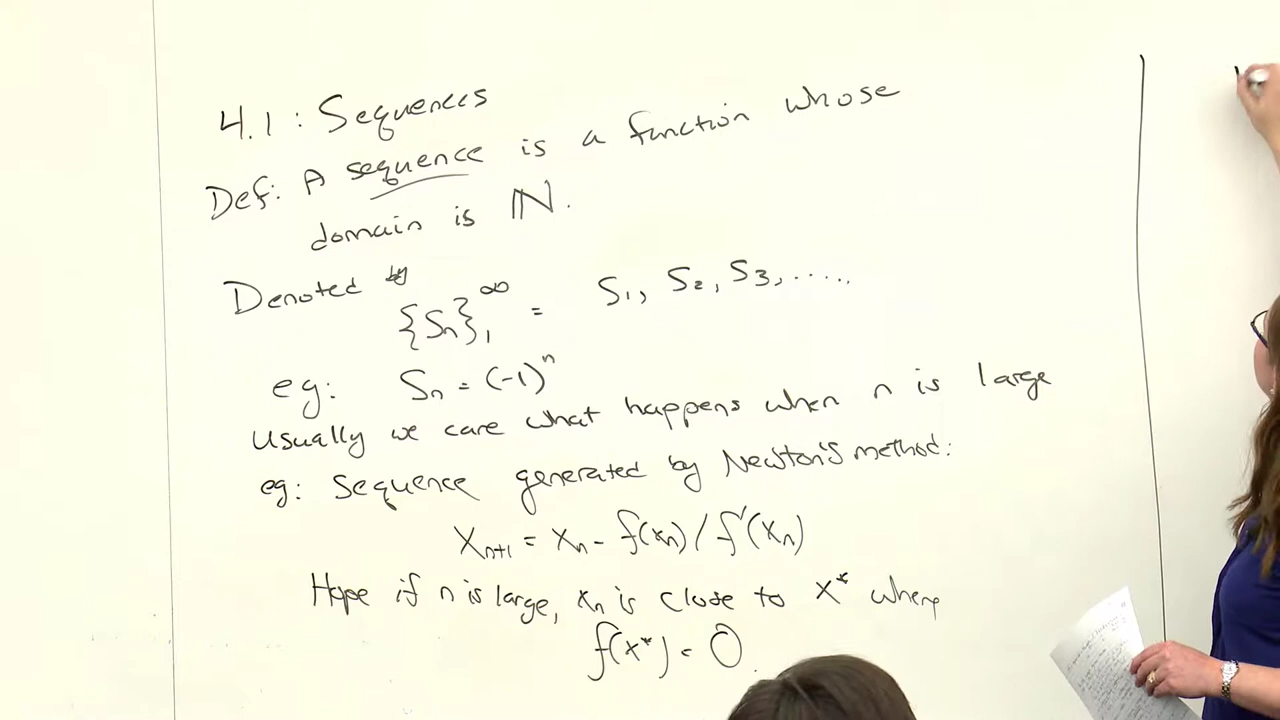 4.1: Sequences
Def: A sequence is a function whose
domain is ℕ.
Denoted by
{Sn}₁^∞ = S₁, S₂, S₃, .....
eg: Sn = (-1)^n
Usually we care what happens when n is large
eg: Sequence generated by Newton's method:
Xn+1 = Xn - f(xn) / f'(xn)
Hope if n is large, xn is close to x* where
f(x*) = 0.